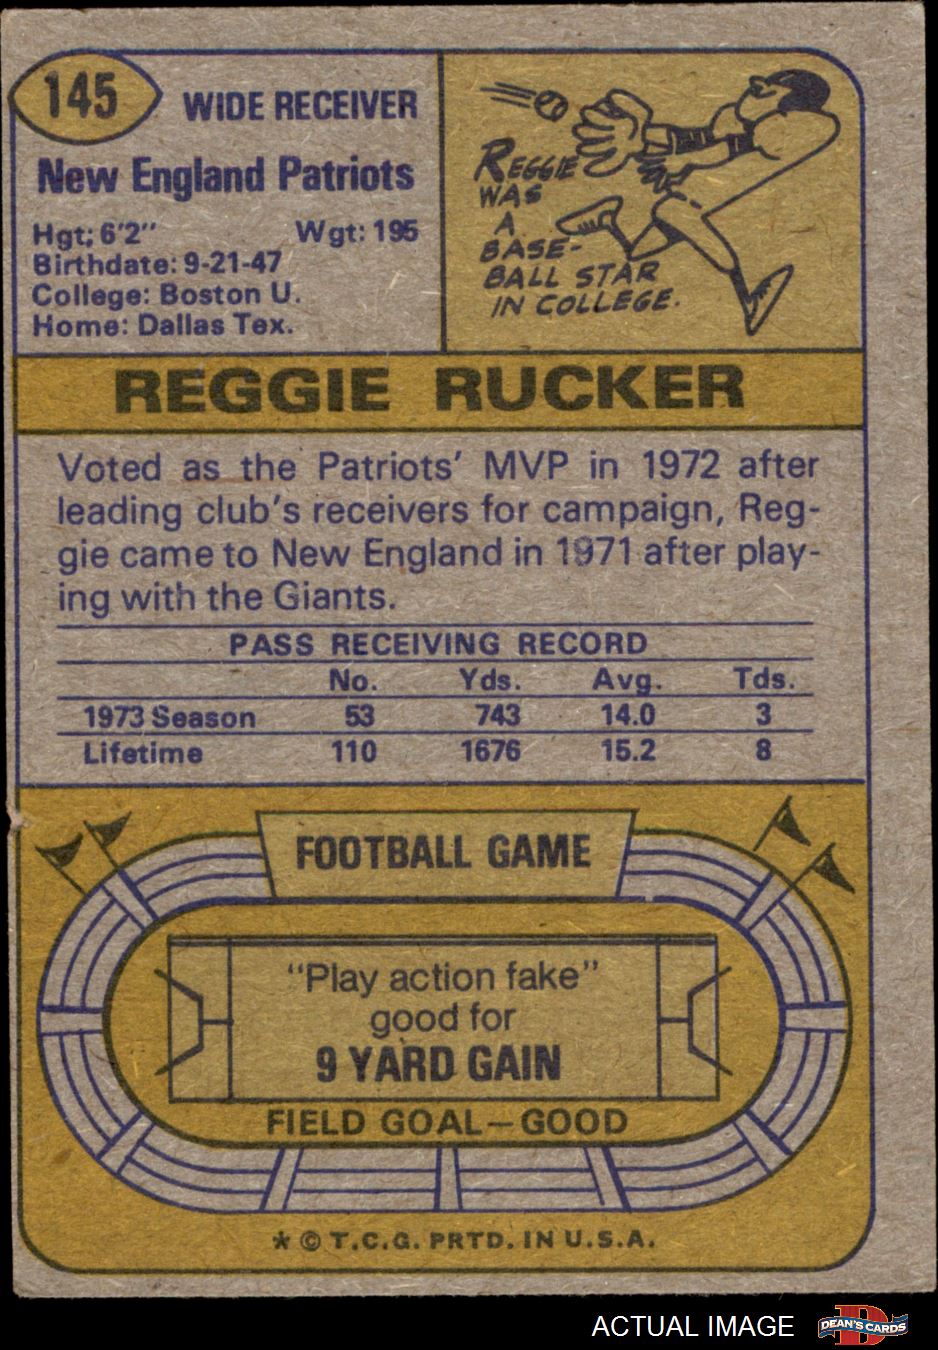 145
WIDE RECEIVER
New England Patriots
Hgt: 6'2" Wgt: 195
Birthdate: 9-21-47
College: Boston U.
Home: Dallas Tex.
REGGIE
WAS
A
BASE-
BALL STAR
IN COLLEGE.
REGGIE RUCKER
Voted as the Patriots' MVP in 1972 after
leading club's receivers for campaign, Reg-
gie came to New England in 1971 after play-
ing with the Giants.
PASS RECEIVING RECORD
No. Yds. Avg. Tds.
1973 Season 53 743 14.0 3
Lifetime 110 1676 15.2 8
FOOTBALL GAME
"Play action fake"
good for
9 YARD GAIN
FIELD GOAL—GOOD
* © T.C.G. PRTD. IN U.S.A.
ACTUAL IMAGE
D
DEAN'S CARDS